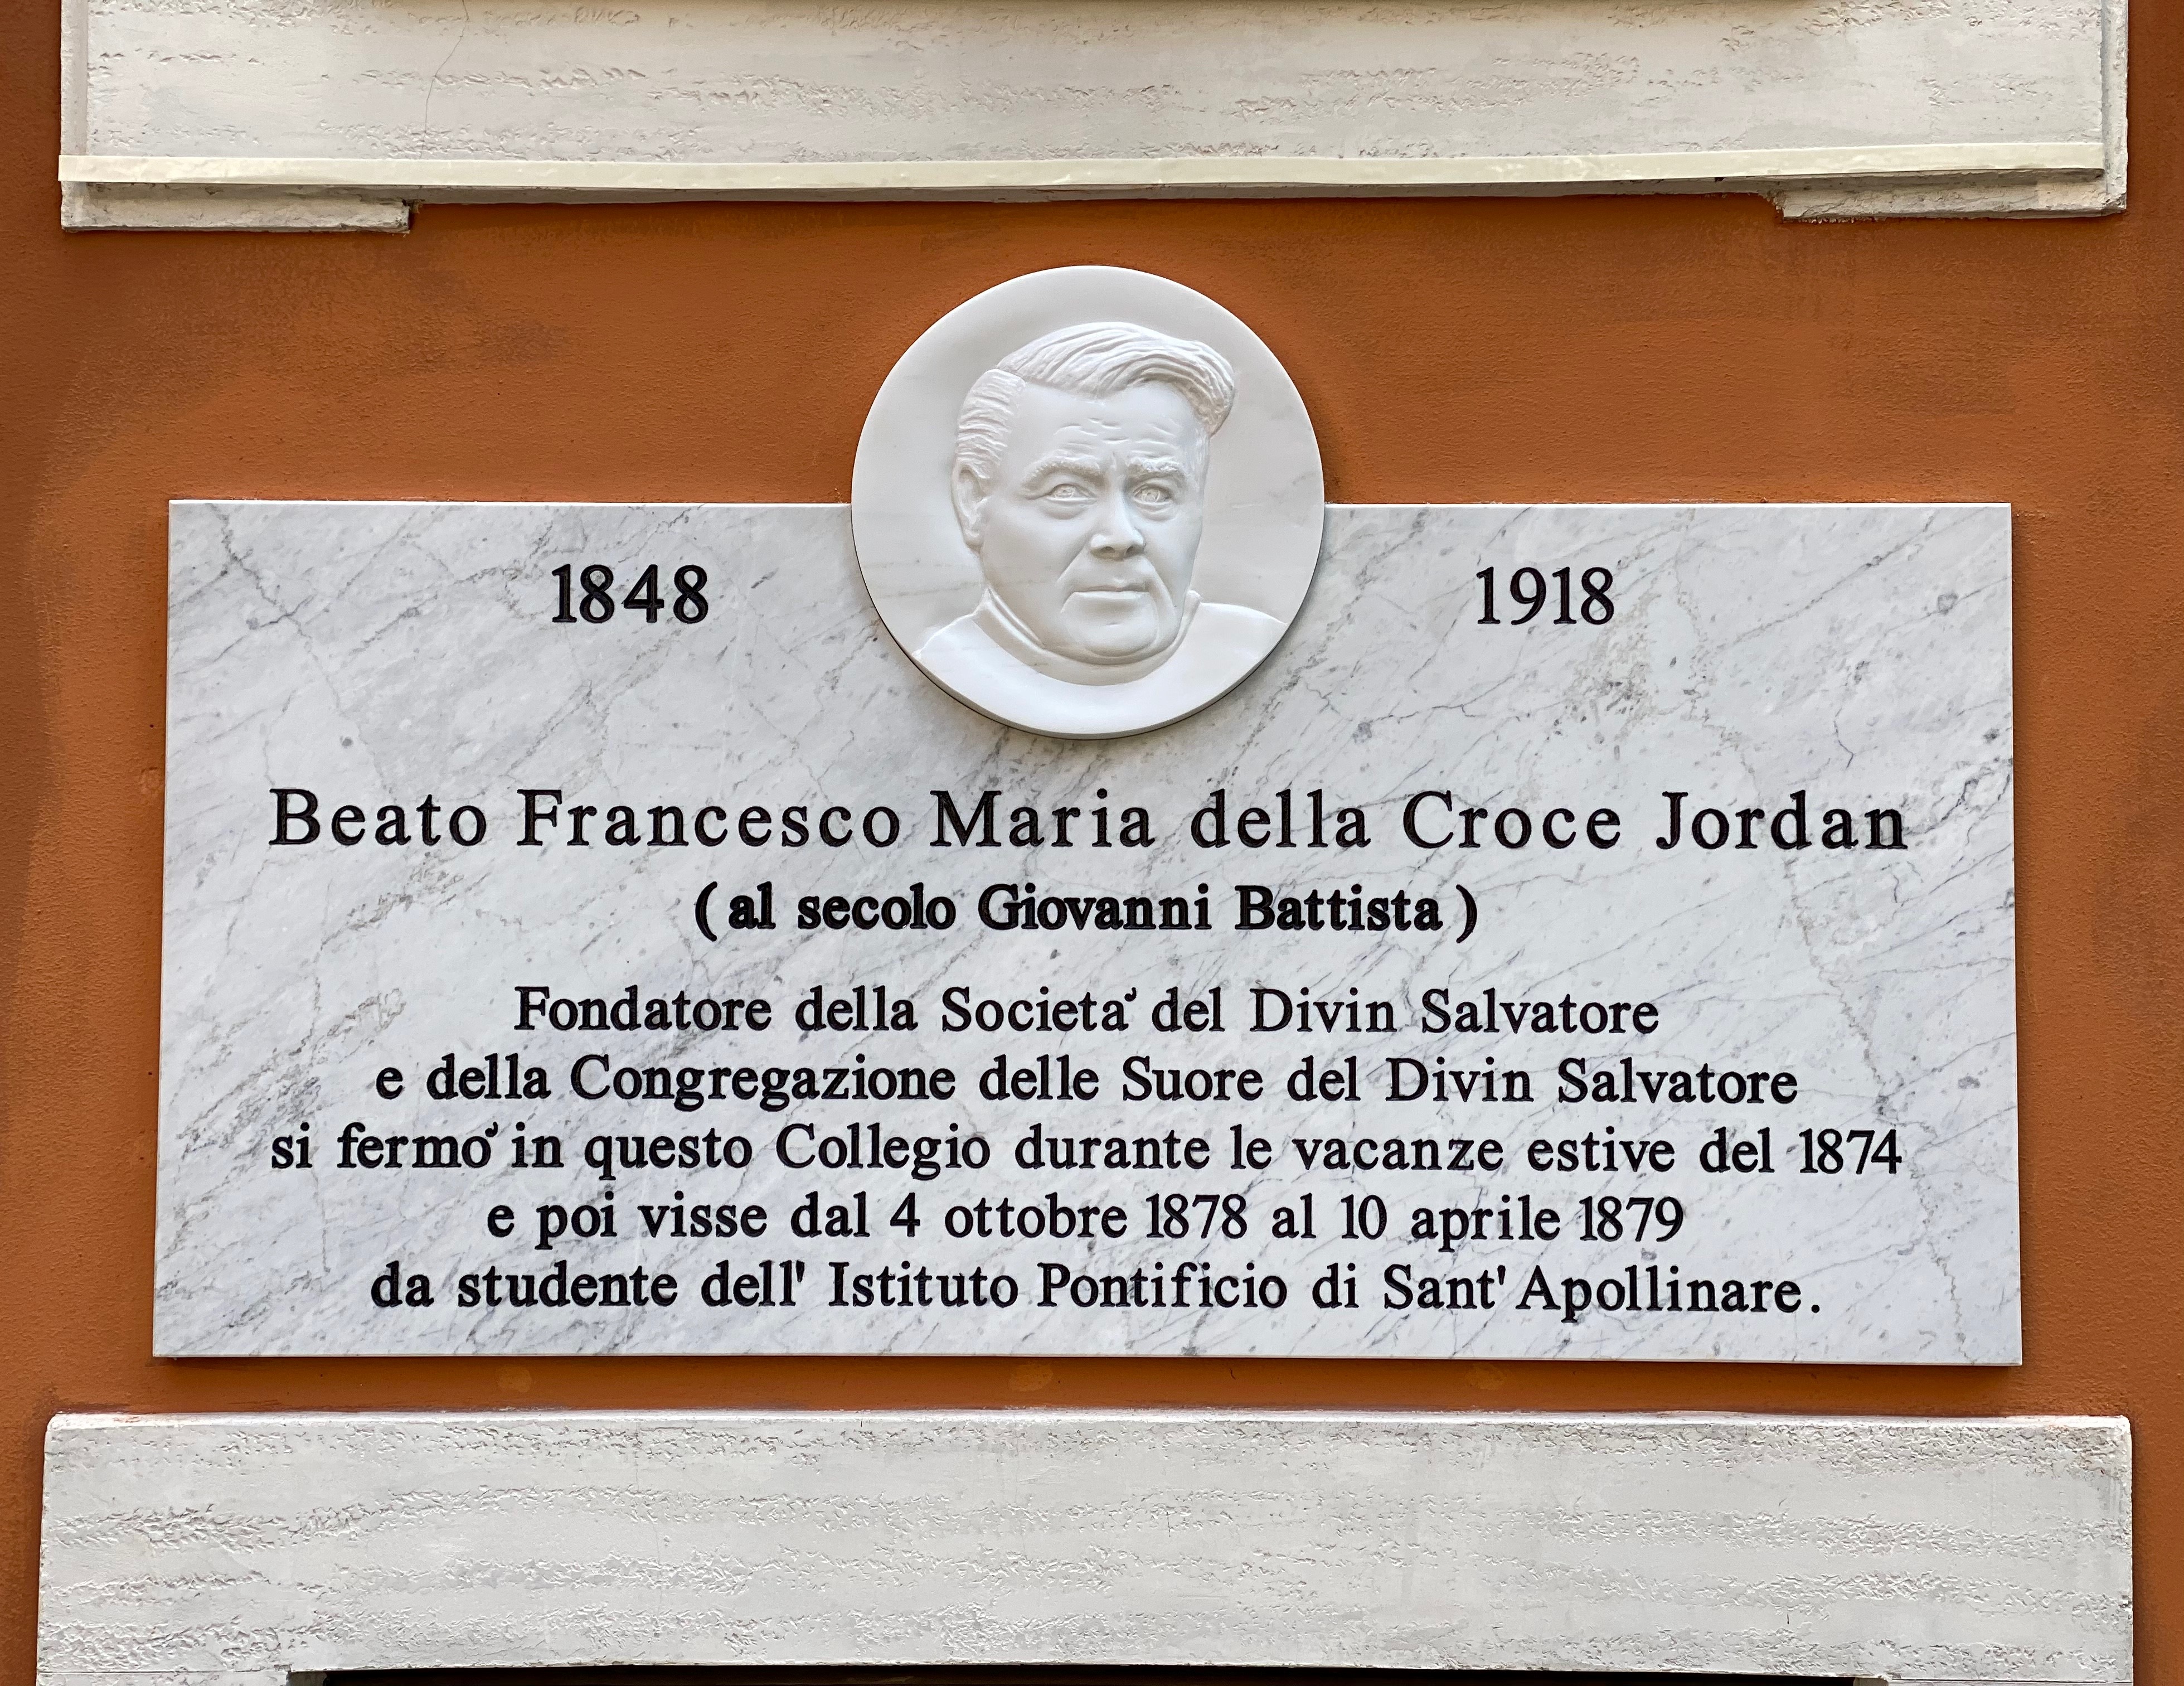 1848 1918
Beato Francesco Maria della Croce Jordan
(al secolo Giovanni Battista)
Fondatore della Societa' del Divin Salvatore
e della Congregazione delle Suore del Divin Salvatore
si fermo' in questo Collegio durante le vacanze estive del 1874
e poi visse dal 4 ottobre 1878 al 10 aprile 1879
da studente dell' Istituto Pontificio di Sant' Apollinare.